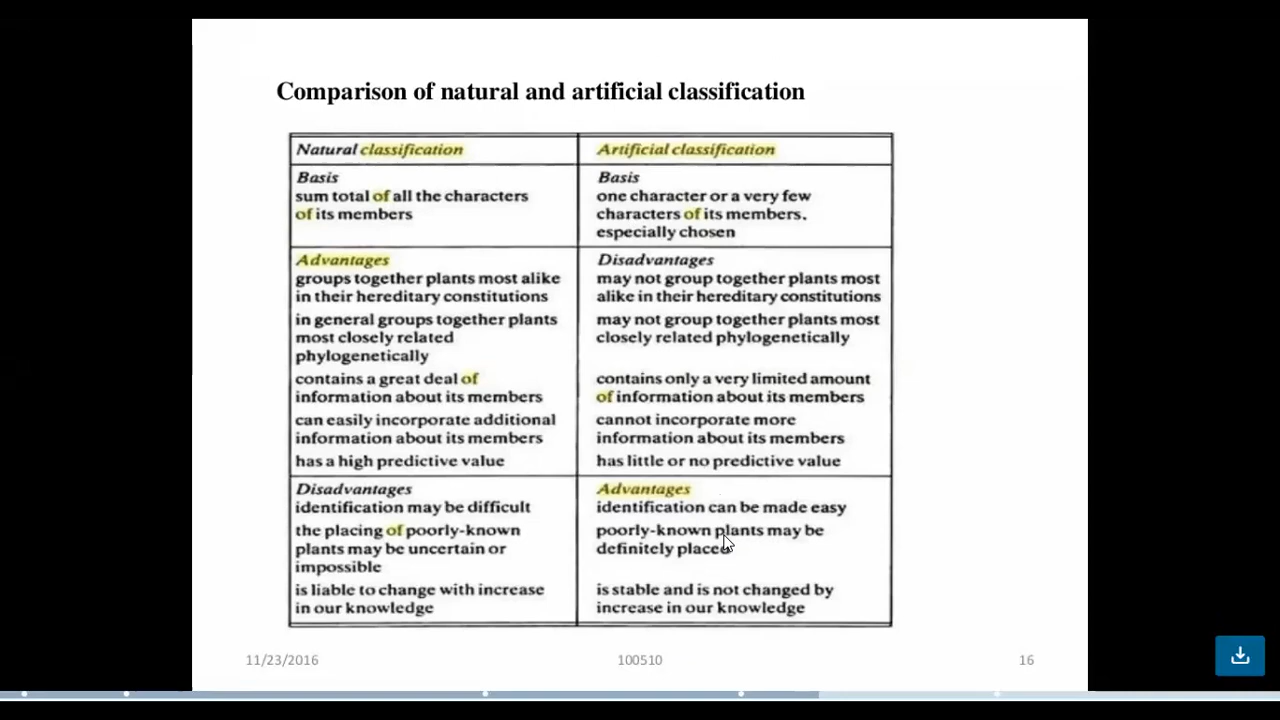 Comparison of natural and artificial classification
Natural classification
Artificial classification
Basis
sum total of all the characters
of its members
Basis
one character or a very few
characters of its members.
especially chosen
Advantages
groups together plants most alike
in their hereditary constitutions
in general groups together plants
most closely related
phylogenetically
contains a great deal of
information about its members
can easily incorporate additional
information about its members
has a high predictive value
Disadvantages
may not group together plants most
alike in their hereditary constitutions
may not group together plants most
closely related phylogenetically
contains only a very limited amount
of information about its members
cannot incorporate more
information about its members
has little or no predictive value
Disadvantages
identification may be difficult
the placing of poorly-known
plants may be uncertain or
impossible
is liable to change with increase
in our knowledge
Advantages
identification can be made easy
poorly-known plants may be
definitely placed
is stable and is not changed by
increase in our knowledge
11/23/2016
100510
16